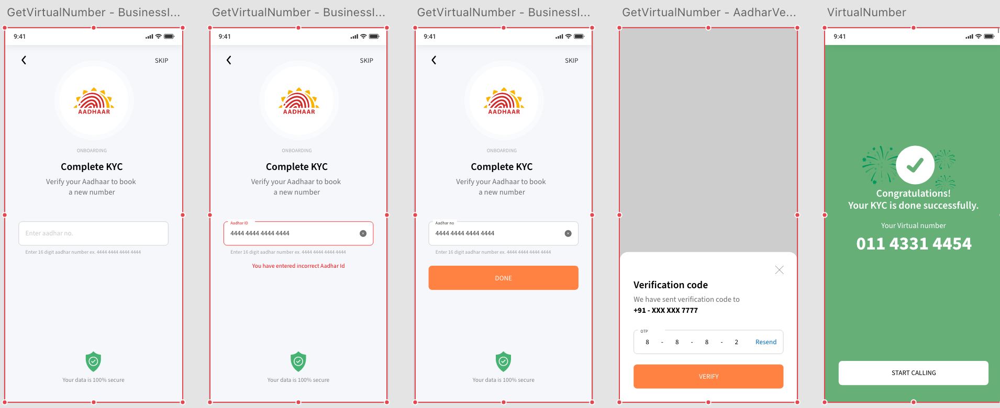 GetVirtualNumber - BusinessI...
9:41
SKIP
AADHAAR
ONBOARDING
Complete KYC
Verify your Aadhaar to book
a new number
Enter aadhar no.
Enter 16 digit aadhar number ex. 4444 4444 4444 4444
Your data is 100% secure
GetVirtualNumber - BusinessI...
9:41
SKIP
AADHAAR
ONBOARDING
Complete KYC
Verify your Aadhaar to book
a new number
Aadhar ID
4444 4444 4444 4444
Enter 16 digit aadhar number ex. 4444 4444 4444 4444
You have entered incorrect Aadhar Id
Your data is 100% secure
GetVirtualNumber - BusinessI...
9:41
SKIP
AADHAAR
ONBOARDING
Complete KYC
Verify your Aadhaar to book
a new number
Aadhar no
4444 4444 4444 4444
Enter 16 digit aadhar number ex. 4444 4444 4444 4444
DONE
Your data is 100% secure
GetVirtualNumber - AadharVe...
Verification code
We have sent verification code to
+91 - XXX XXX 7777
OTP
8 - 8 - 8 - 2 Resend
VERIFY
VirtualNumber
9:41
Congratulations!
Your KYC is done successfully.
Your Virtual number
011 4331 4454
START CALLING